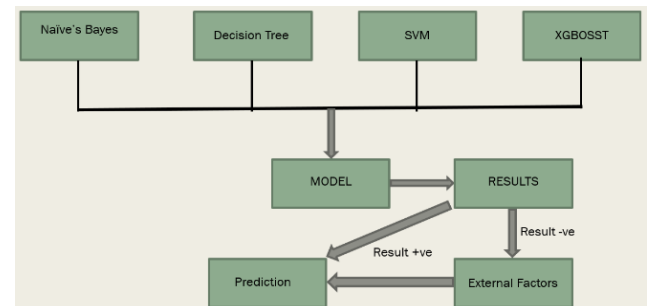 Naïve's Bayes
Decision Tree
SVM
XGBOSST
MODEL
RESULTS
Result -ve
Result +ve
Prediction
External Factors